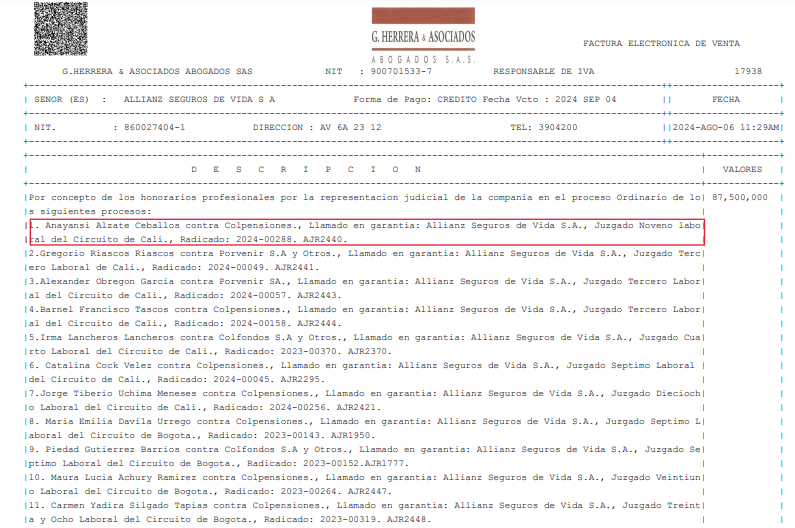 G. HERRERA & ASOCIADOS
ABOGADOS S.A.S.
FACTURA ELECTRONICA DE VENTA
G.HERRERA & ASOCIADOS ABOGADOS SAS NIT : 900701533-7 RESPONSABLE DE IVA 17938
SENOR (ES) : ALLIANZ SEGUROS DE VIDA S A Forma de Pago: CREDITO Fecha Vcto : 2024 SEP 04 || FECHA
NIT. : 860027404-1 DIRECCION : AV 6A 23 12 TEL: 3904200 ||2024-AGO-06 11:29AM|
D E S C R I P C I O N | VALORES
|Por concepto de los honorarios profesionales por la representacion judicial de la compania en el proceso Ordinario de lo| 87,500,000
|s siguientes procesos: |
|1. Anayansi Alzate Ceballos contra Colpensiones., Llamado en garantia: Allianz Seguros de Vida S.A., Juzgado Noveno labo|
|ral del Circuito de Cali., Radicado: 2024-00288. AJR2440. |
|2.Gregorio Riascos Riascos contra Porvenir S.A y Otros., Llamado en garantia: Allianz Seguros de Vida S.A., Juzgado Terc|
|ero Laboral de Cali., Radicado: 2024-00049. AJR2441. |
|3.Alexander Obregon Garcia contra Porvenir SA., Llamado en garantia: Allianz Seguros de Vida S.A., Juzgado Tercero Labor|
|al del Circuito de Cali., Radicado: 2024-00057. AJR2443. |
|4.Barnel Francisco Tascos contra Colpensiones., Llamado en garantia: Allianz Seguros de Vida S.A., Juzgado Tercero Labor|
|al del Circuito de Cali., Radicado: 2024-00158. AJR2444. |
|5.Irma Lancheros Lancheros contra Colfondos S.A y Otros., Llamado en garantia: Allianz Seguros de Vida S.A., Juzgado Cua|
|rto Laboral del Circuito de Cali., Radicado: 2023-00370. AJR2370. |
|6. Catalina Cock Velez contra Colpensiones., Llamado en garantia: Allianz Seguros de Vida S.A., Juzgado Septimo Laboral |
|del Circuito de Cali., Radicado: 2024-00045. AJR2295. |
|7.Jorge Tiberio Uchima Meneses contra Colpensiones., Llamado en garantia: Allianz Seguros de Vida S.A., Juzgado Diecioch|
|o Laboral del Circuito de Cali., Radicado: 2024-00256. AJR2421. |
|8. Maria Emilia Davila Urrego contra Colpensiones., Llamado en garantia: Allianz Seguros de Vida S.A., Juzgado Septimo L|
|aboral del Circuito de Bogota., Radicado: 2023-00143. AJR1950. |
|9. Piedad Gutierrez Barrios contra Colfondos S.A y Otros., Llamado en garantia: Allianz Seguros de Vida S.A., Juzgado Se|
|ptimo Laboral del Circuito de Bogota., Radicado: 2023-00152.AJR1777. |
|10. Maura Lucia Achury Ramirez contra Colpensiones., Llamado en garantia: Allianz Seguros de Vida S.A., Juzgado Veintiun|
|o Laboral del Circuito de Bogota., Radicado: 2023-00264. AJR2447. |
|11. Carmen Yadira Silgado Tapias contra Colpensiones., Llamado en garantia: Allianz Seguros de Vida S.A., Juzgado Treint|
|a y Ocho Laboral del Circuito de Bogota., Radicado: 2023-00319. AJR2448. |